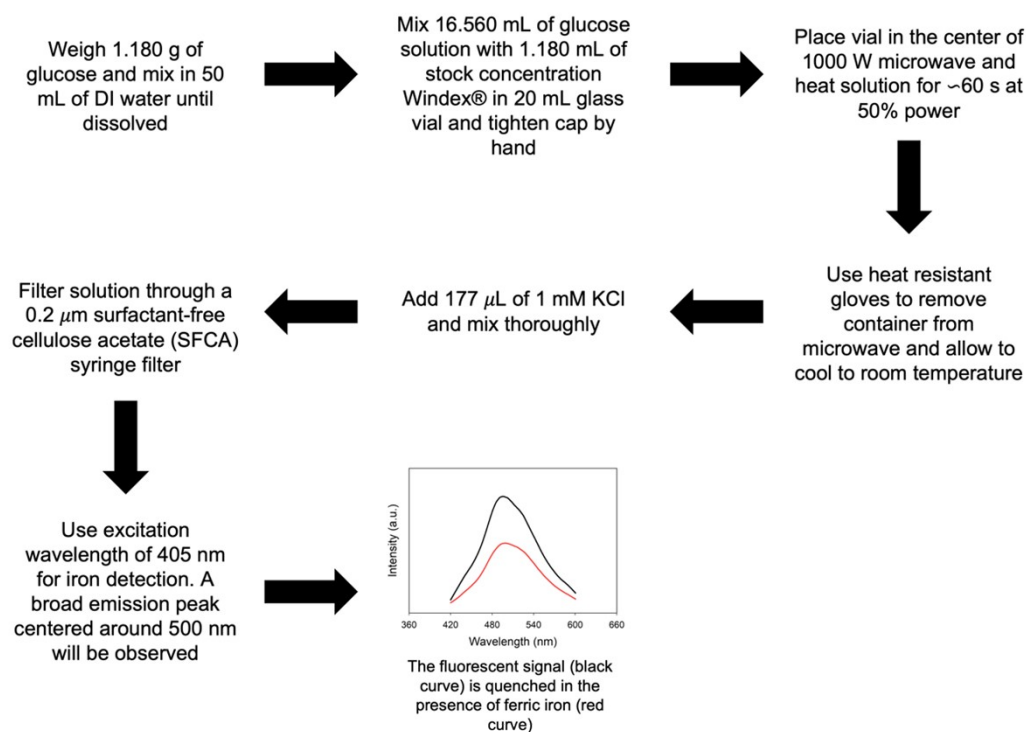 Weigh 1.180 g of
glucose and mix in 50
mL of DI water until
dissolved
Mix 16.560 mL of glucose
solution with 1.180 mL of
stock concentration
Windex® in 20 mL glass
vial and tighten cap by
hand
Place vial in the center of
1000 W microwave and
heat solution for ∽60 s at
50% power
Use heat resistant
gloves to remove
container from
microwave and allow to
cool to room temperature
Add 177 μL of 1 mM KCl
and mix thoroughly
Filter solution through a
0.2 μm surfactant-free
cellulose acetate (SFCA)
syringe filter
Use excitation
wavelength of 405 nm
for iron detection. A
broad emission peak
centered around 500 nm
will be observed
Intensity (a.u.)
360 420 480 540 600 660
Wavelength (nm)
The fluorescent signal (black
curve) is quenched in the
presence of ferric iron (red
curve)